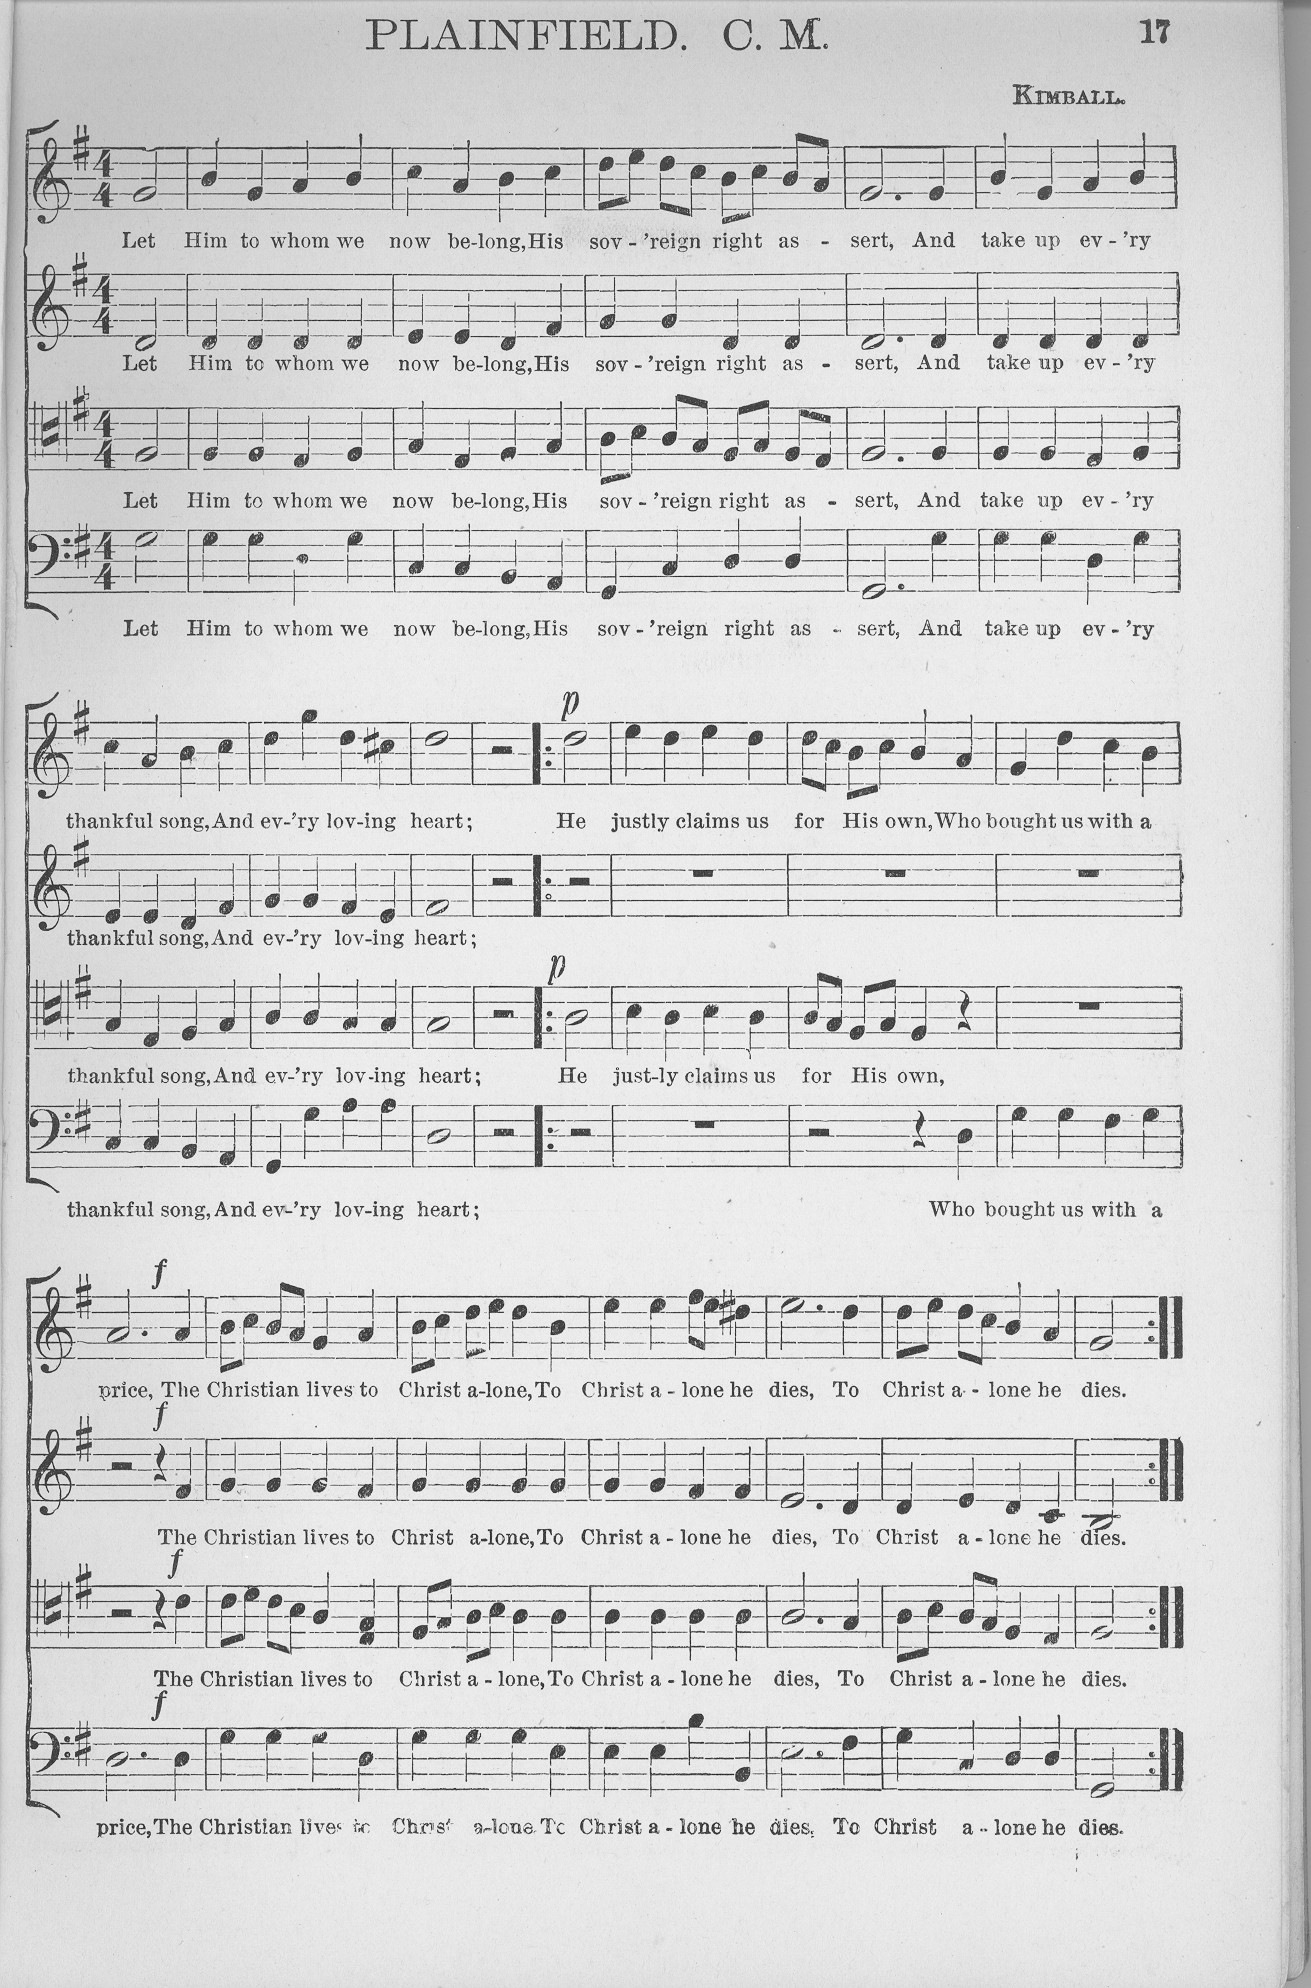 PLAINFIELD. C. M. 17
KIMBALL.
Let Him to whom we now be-long, His sov - 'reign right as - sert, And take up ev - 'ry
Let Him to whom we now be-long, His sov - 'reign right as - sert, And take up ev - 'ry
Let Him to whom we now be-long, His sov - 'reign right as - sert, And take up ev - 'ry
Let Him to whom we now be-long, His sov - 'reign right as - sert, And take up ev - 'ry
p
thankful song, And ev-'ry lov-ing heart; He justly claims us for His own, Who bought us with a
thankful song, And ev-'ry lov-ing heart;
p
thankful song, And ev-'ry lov-ing heart; He just-ly claims us for His own,
thankful song, And ev-'ry lov-ing heart; Who bought us with a
f
price, The Christian lives to Christ a-lone, To Christ a - lone he dies, To Christ a - lone he dies.
f
The Christian lives to Christ a-lone, To Christ a - lone he dies, To Christ a - lone he dies.
f
The Christian lives to Christ a - lone, To Christ a - lone he dies, To Christ a - lone he dies.
f
price, The Christian lives to Christ a-lone To Christ a - lone he dies, To Christ a - lone he dies.